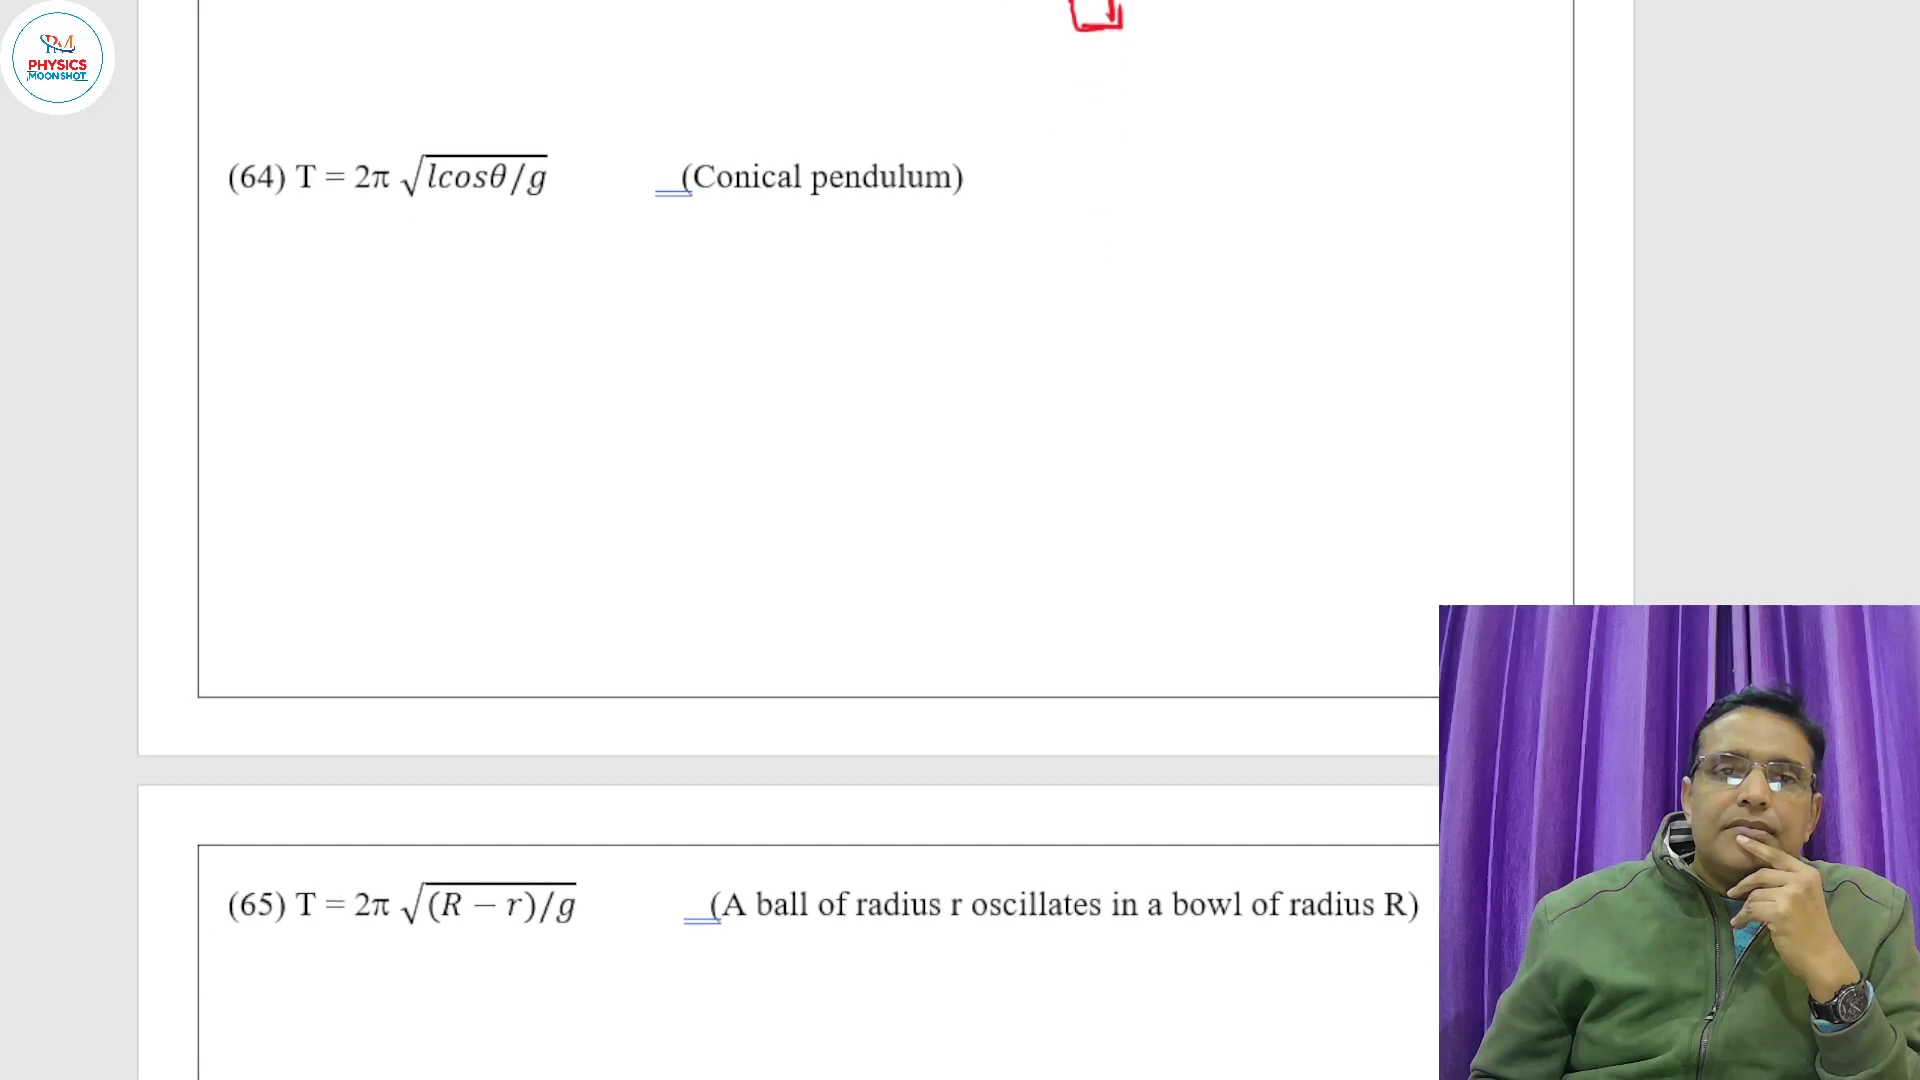 PHYSICS
MOONSHOT
(64) T = 2π √lcosθ/g (Conical pendulum)
(65) T = 2π √(R − r)/g (A ball of radius r oscillates in a bowl of radius R)